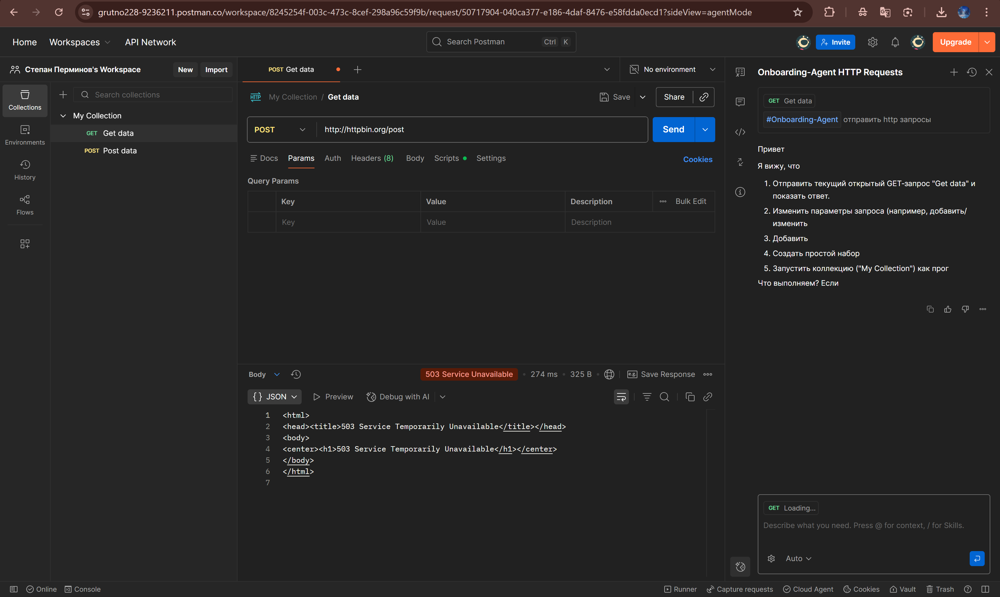 grutno228-9236211.postman.co/workspace/8245254f-003c-473c-8cef-298a96c59f9b/request/50717904-040ca377-e186-4daf-8476-e58fdda0ecd1?sideView=agentMode
Home Workspaces API Network
Search Postman Ctrl K
Invite
Upgrade
Степан Перминов's Workspace
New Import
Collections
Environments
History
Flows
Search collections
My Collection
GET Get data
POST Post data
POST Get data
No environment
HTTP My Collection / Get data
Save
Share
POST http://httpbin.org/post
Send
Docs Params Auth Headers (8) Body Scripts Settings
Cookies
Query Params
Key Value Description Bulk Edit
Key Value Description
Body 503 Service Unavailable 274 ms 325 B e.g. Save Response
{} JSON Preview Debug with AI
1 <html>
2 <head><title>503 Service Temporarily Unavailable</title></head>
3 <body>
4 <center><h1>503 Service Temporarily Unavailable</h1></center>
5 </body>
6 </html>
7
Onboarding-Agent HTTP Requests
GET Get data
#Onboarding-Agent отправить http запросы
Привет
Я вижу, что
1. Отправить текущий открытый GET-запрос "Get data" и
показать ответ.
2. Изменить параметры запроса (например, добавить/
изменить
3. Добавить
4. Создать простой набор
5. Запустить коллекцию ("My Collection") как прог
Что выполняем? Если
GET Loading...
Describe what you need. Press @ for context, / for Skills.
Auto
Online Console
Runner Capture requests Cloud Agent Cookies Vault Trash